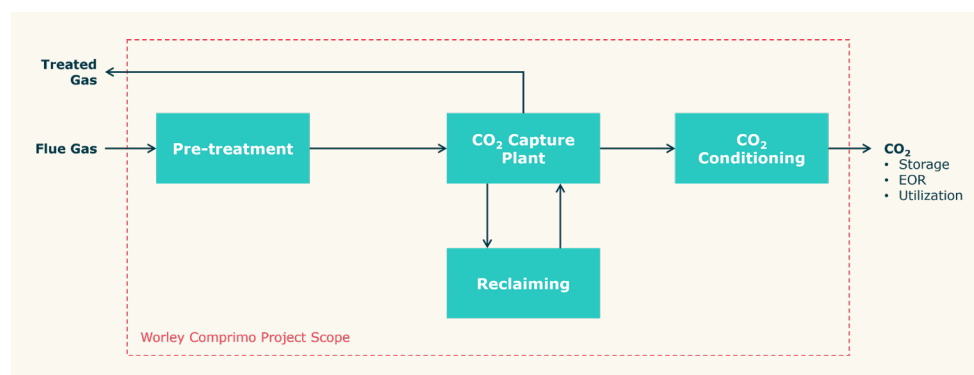 Treated
Gas
Flue Gas
Pre-treatment
CO₂ Capture
Plant
CO₂
Conditioning
CO₂
• Storage
• EOR
• Utilization
Reclaiming
Worley Comprimo Project Scope